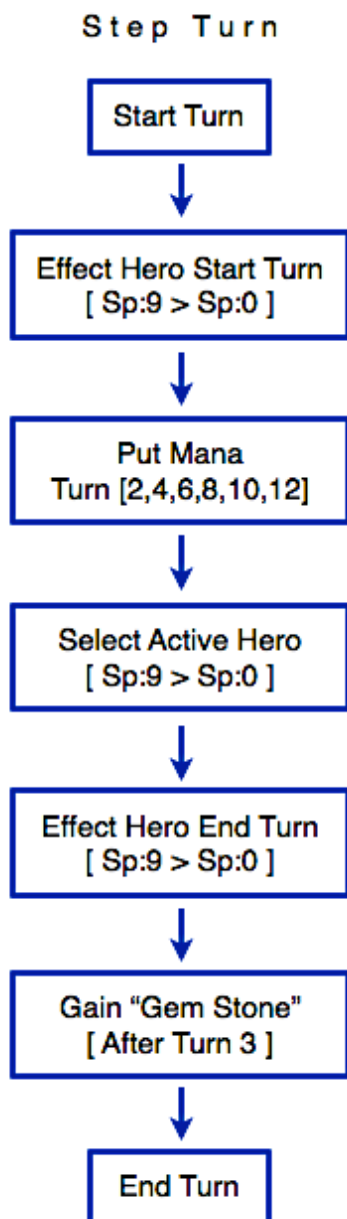 Step Turn
Start Turn
Effect Hero Start Turn
[ Sp:9 > Sp:0 ]
Put Mana
Turn [2,4,6,8,10,12]
Select Active Hero
[ Sp:9 > Sp:0 ]
Effect Hero End Turn
[ Sp:9 > Sp:0 ]
Gain “Gem Stone”
[ After Turn 3 ]
End Turn